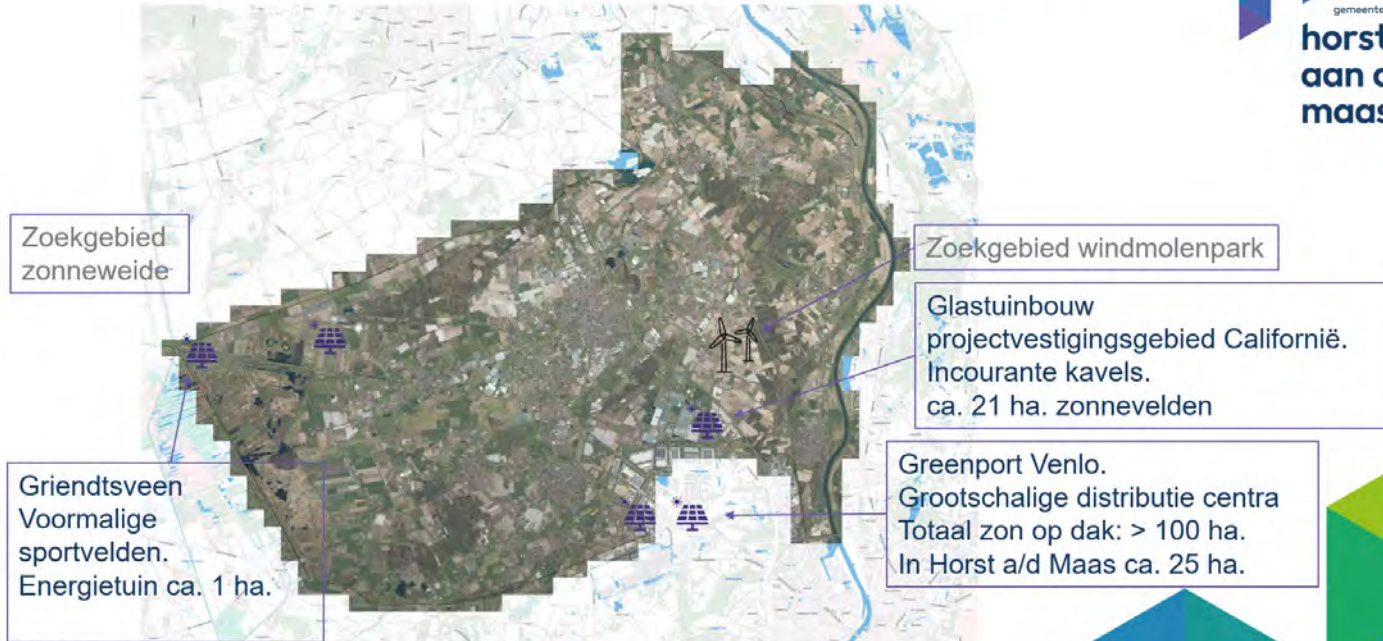 gemeente
horst
aan d
maas
Zoekgebied
zonneweide
Zoekgebied windmolenpark
Glastuinbouw
projectvestigingsgebied Californië.
Incourante kavels.
ca. 21 ha. zonnevelden
Griendtsveen
Voormalige
sportvelden.
Energietuin ca. 1 ha.
Greenport Venlo.
Grootschalige distributie centra
Totaal zon op dak: > 100 ha.
In Horst a/d Maas ca. 25 ha.